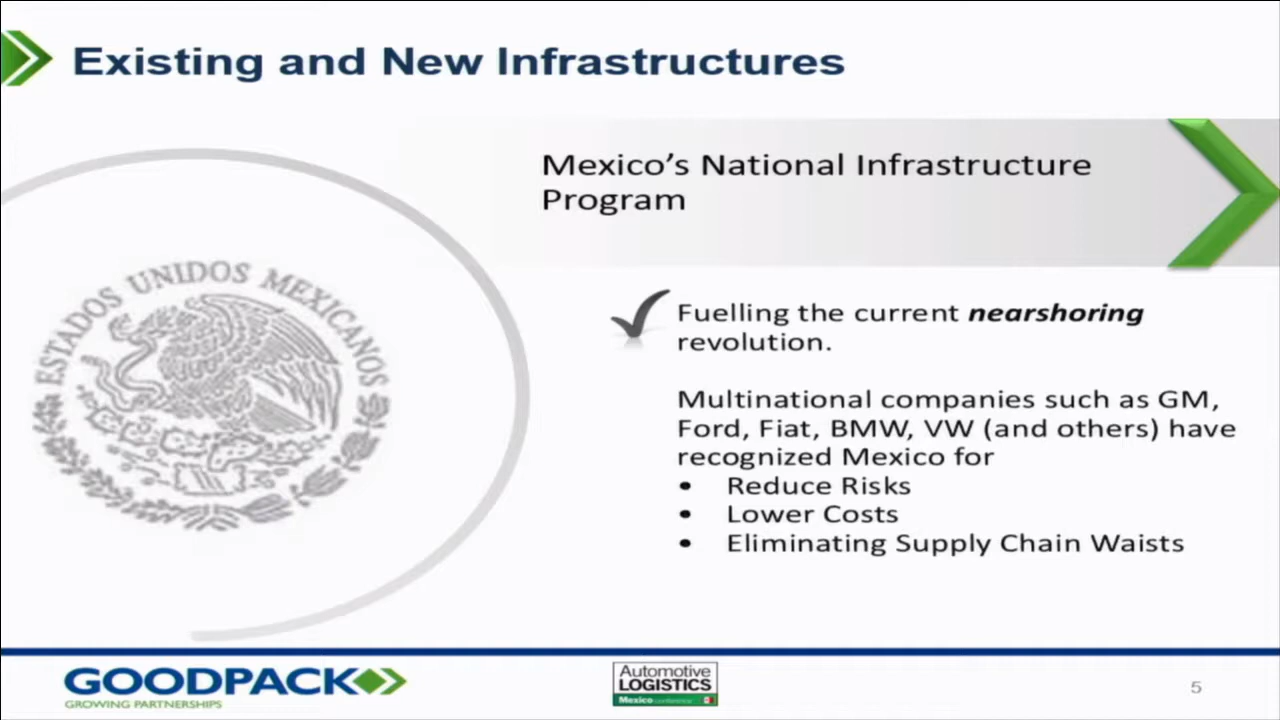 Existing and New Infrastructures
Mexico’s National Infrastructure
Program
ESTADOS UNIDOS MEXICANOS
Fuelling the current nearshoring
revolution.
Multinational companies such as GM,
Ford, Fiat, BMW, VW (and others) have
recognized Mexico for
• Reduce Risks
• Lower Costs
• Eliminating Supply Chain Waists
GOODPACK
GROWING PARTNERSHIPS
Automotive
LOGISTICS
Mexico conference
5